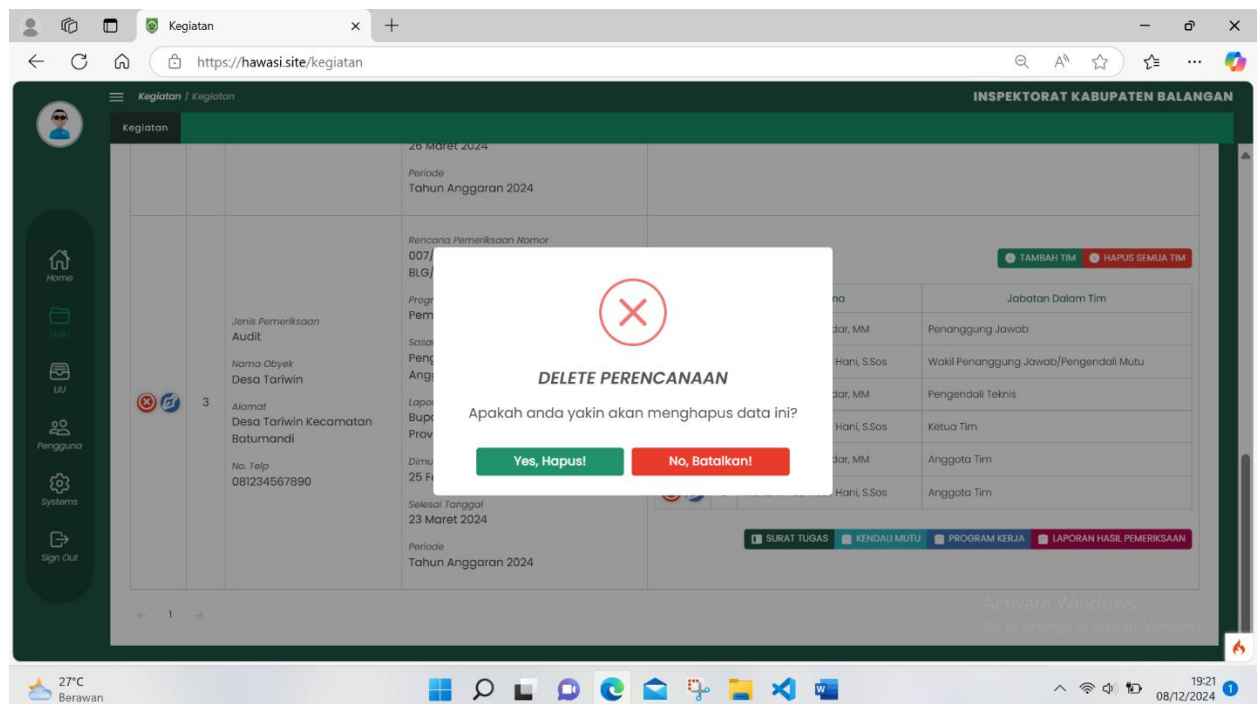 Kegiatan
https://hawasi.site/kegiatan
Kegiatan / Kegiatan
INSPEKTORAT KABUPATEN BALANGAN
Kegiatan
Home
Data
UU
Pengguna
Systems
Sign Out
26 Maret 2024
Periode
Tahun Anggaran 2024
3
Jenis Pemeriksaan
Audit
Nama Obyek
Desa Tariwin
Alamat
Desa Tariwin Kecamatan
Batumandi
No. Telp
081234567890
Rencana Pemeriksaan Nomor
007/
BLG/
Selesai Tanggal
23 Maret 2024
Periode
Tahun Anggaran 2024
DELETE PERENCANAAN
Apakah anda yakin akan menghapus data ini?
Yes, Hapus!
No, Batalkan!
TAMBAH TIM
HAPUS SEMUA TIM
Jabatan Dalam Tim
dar, MM
Penanggung Jawab
Hani, S.Sos
Wakil Penanggung Jawab/Pengendali Mutu
dar, MM
Pengendali Teknis
Hani, S.Sos
Ketua Tim
dar, MM
Anggota Tim
Hani, S.Sos
Anggota Tim
SURAT TUGAS
KENDALI MUTU
PROGRAM KERJA
LAPORAN HASIL PEMERIKSAAN
1
Activate Windows
Go to Settings to activate Windows.
27°C
Berawan
19:21
08/12/2024
1